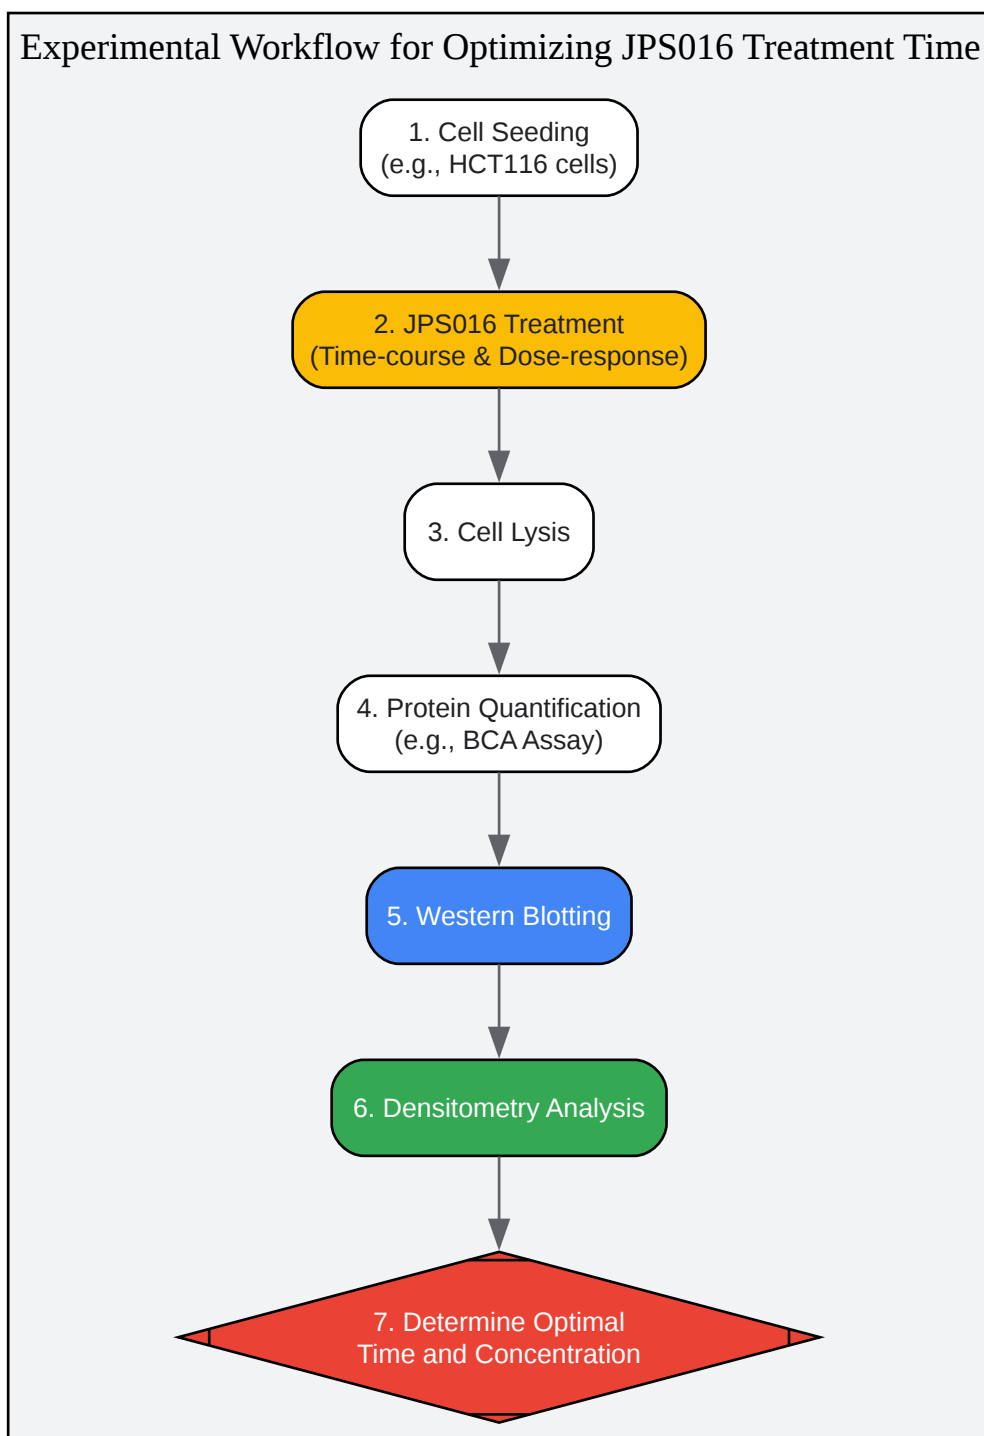 Experimental Workflow for Optimizing JPS016 Treatment Time
1. Cell Seeding
(e.g., HCT116 cells)
2. JPS016 Treatment
(Time-course & Dose-response)
3. Cell Lysis
4. Protein Quantification
(e.g., BCA Assay)
5. Western Blotting
6. Densitometry Analysis
7. Determine Optimal
Time and Concentration